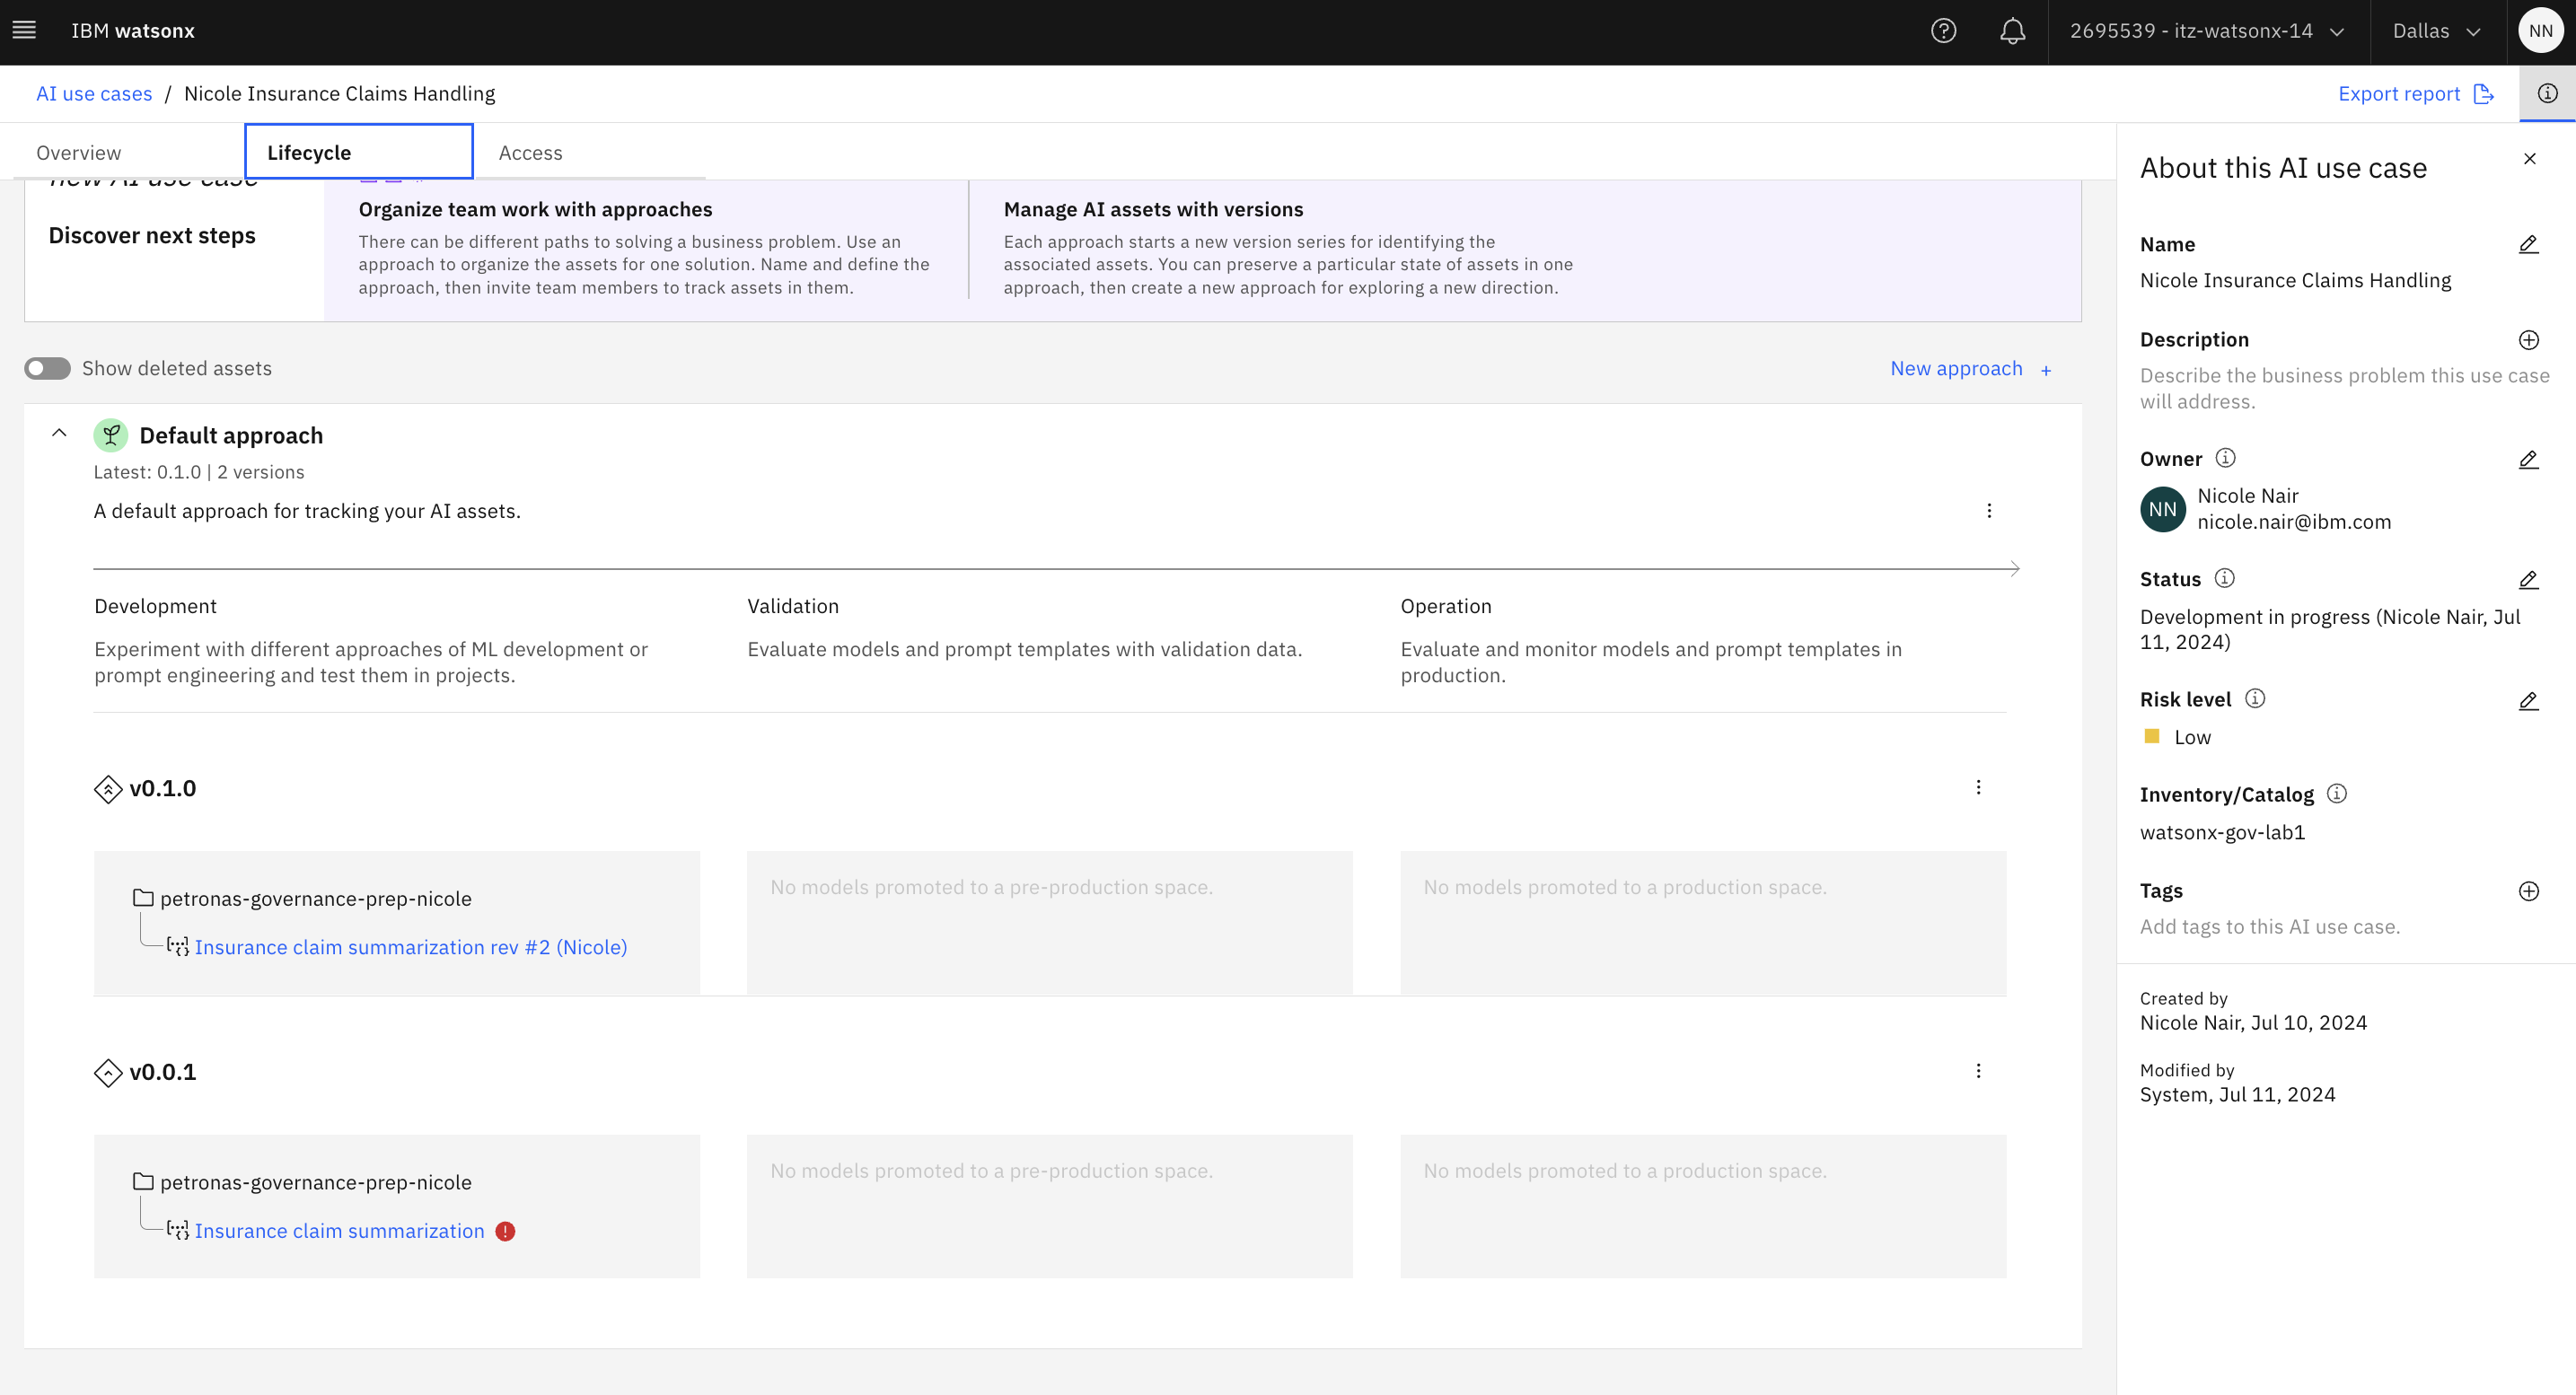 IBM watsonx
2695539 - itz-watsonx-14
Dallas
NN
AI use cases / Nicole Insurance Claims Handling
Export report
Overview
Lifecycle
Access
new AI use case
Discover next steps
Organize team work with approaches
There can be different paths to solving a business problem. Use an
approach to organize the assets for one solution. Name and define the
approach, then invite team members to track assets in them.
Manage AI assets with versions
Each approach starts a new version series for identifying the
associated assets. You can preserve a particular state of assets in one
approach, then create a new approach for exploring a new direction.
Show deleted assets
New approach +
Default approach
Latest: 0.1.0 | 2 versions
A default approach for tracking your AI assets.
Development
Experiment with different approaches of ML development or
prompt engineering and test them in projects.
Validation
Evaluate models and prompt templates with validation data.
Operation
Evaluate and monitor models and prompt templates in
production.
v0.1.0
petronas-governance-prep-nicole
Insurance claim summarization rev #2 (Nicole)
No models promoted to a pre-production space.
No models promoted to a production space.
v0.0.1
petronas-governance-prep-nicole
Insurance claim summarization
No models promoted to a pre-production space.
No models promoted to a production space.
About this AI use case
Name
Nicole Insurance Claims Handling
Description
Describe the business problem this use case
will address.
Owner
NN
Nicole Nair
nicole.nair@ibm.com
Status
Development in progress (Nicole Nair, Jul
11, 2024)
Risk level
Low
Inventory/Catalog
watsonx-gov-lab1
Tags
Add tags to this AI use case.
Created by
Nicole Nair, Jul 10, 2024
Modified by
System, Jul 11, 2024